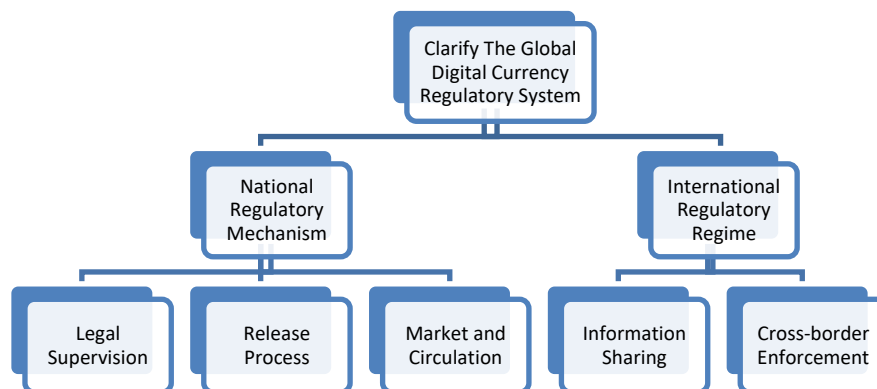 Clarify The Global
Digital Currency
Regulatory System
National
Regulatory
Mechanism
International
Regulatory
Regime
Legal
Supervision
Release
Process
Market and
Circulation
Information
Sharing
Cross-border
Enforcement